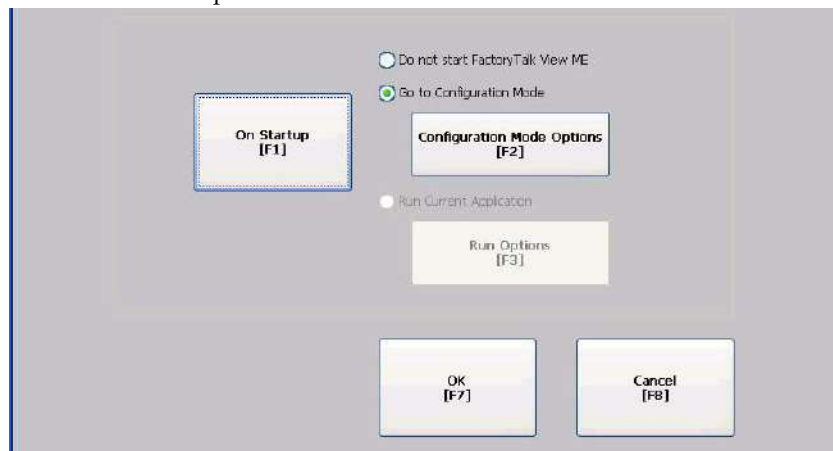 Do not start FactoryTalk View ME
Go to Configuration Mode
On Startup
[F1]
Configuration Mode Options
[F2]
Run Current Application
Run Options
[F3]
OK
[F7]
Cancel
[F8]